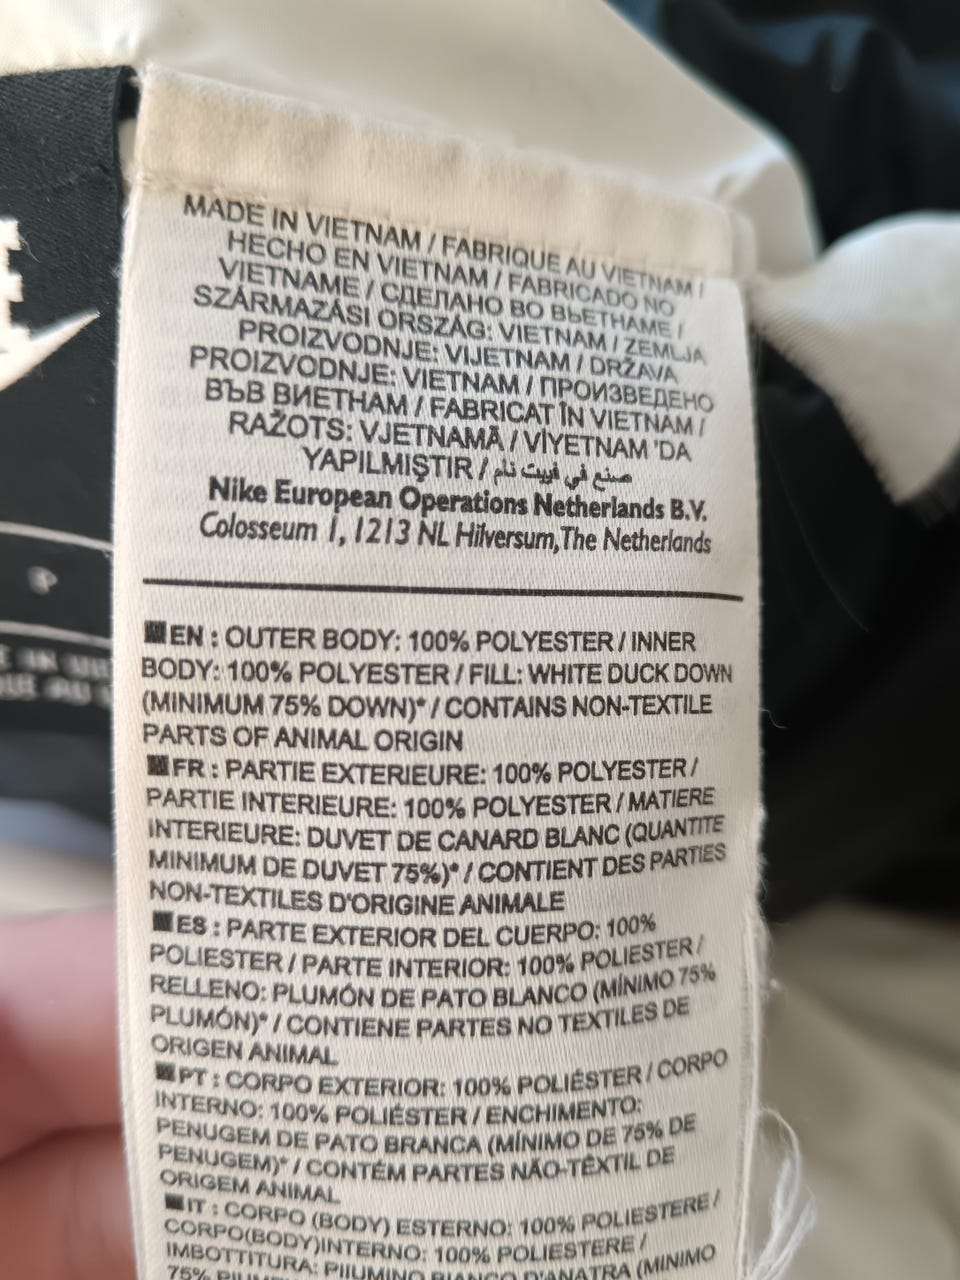 MADE IN VIETNAM / FABRIQUE AU VIETNAM /
HECHO EN VIETNAM / FABRICADO NO
VIETNAME / СДЕЛАНО ВО ВЬЕТНАМЕ /
SZÁRMAZÁSI ORSZÁG: VIETNAM / ZEMLJA
PROIZVODNJE: VIJETNAM / DRŽAVA
PROIZVODNJE: VIETNAM / ПРОИЗВЕДЕНО
ВЪВ ВИЕТНАМ / FABRICAT ÎN VIETNAM /
RAŽOTS: VJETNAMĀ / VİYETNAM 'DA
YAPILMIŞTIR / صنع في فييت نام
Nike European Operations Netherlands B.V.
Colosseum 1, 1213 NL Hilversum, The Netherlands
EN : OUTER BODY: 100% POLYESTER / INNER
BODY: 100% POLYESTER / FILL: WHITE DUCK DOWN
(MINIMUM 75% DOWN)* / CONTAINS NON-TEXTILE
PARTS OF ANIMAL ORIGIN
FR : PARTIE EXTERIEURE: 100% POLYESTER /
PARTIE INTERIEURE: 100% POLYESTER / MATIERE
INTERIEURE: DUVET DE CANARD BLANC (QUANTITE
MINIMUM DE DUVET 75%)* / CONTIENT DES PARTIES
NON-TEXTILES D'ORIGINE ANIMALE
ES : PARTE EXTERIOR DEL CUERPO: 100%
POLIESTER / PARTE INTERIOR: 100% POLIESTER /
RELLENO: PLUMÓN DE PATO BLANCO (MÍNIMO 75%
PLUMÓN)* / CONTIENE PARTES NO TEXTILES DE
ORIGEN ANIMAL
PT : CORPO EXTERIOR: 100% POLIÉSTER / CORPO
INTERNO: 100% POLIÉSTER / ENCHIMENTO:
PENUGEM DE PATO BRANCA (MÍNIMO DE 75% DE
PENUGEM)* / CONTÉM PARTES NÃO-TÊXTIL DE
ORIGEM ANIMAL
IT : CORPO (BODY) ESTERNO: 100% POLIESTERE /
CORPO(BODY)INTERNO: 100% POLIESTERE /
IMBOTTITURA: PIIUMINO BIANCO D'ANATRA (MINIMO
75%